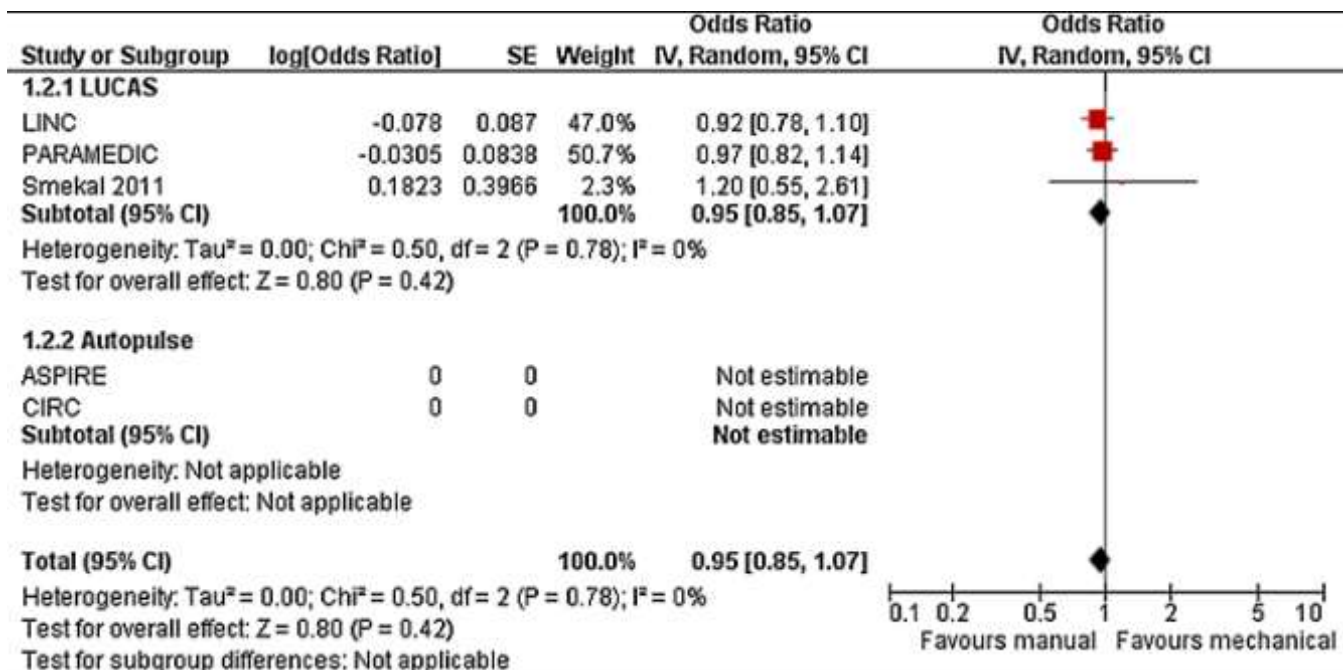 Odds Ratio Odds Ratio
Study or Subgroup log[Odds Ratio] SE Weight IV, Random, 95% CI IV, Random, 95% CI
1.2.1 LUCAS
LINC -0.078 0.087 47.0% 0.92 [0.78, 1.10]
PARAMEDIC -0.0305 0.0838 50.7% 0.97 [0.82, 1.14]
Smekal 2011 0.1823 0.3966 2.3% 1.20 [0.55, 2.61]
Subtotal (95% CI) 100.0% 0.95 [0.85, 1.07]
Heterogeneity: Tau² = 0.00; Chi² = 0.50, df = 2 (P = 0.78); I² = 0%
Test for overall effect: Z = 0.80 (P = 0.42)
1.2.2 Autopulse
ASPIRE 0 0 Not estimable
CIRC 0 0 Not estimable
Subtotal (95% CI) Not estimable
Heterogeneity: Not applicable
Test for overall effect: Not applicable
Total (95% CI) 100.0% 0.95 [0.85, 1.07]
Heterogeneity: Tau² = 0.00; Chi² = 0.50, df = 2 (P = 0.78); I² = 0%
Test for overall effect: Z = 0.80 (P = 0.42)
Test for subgroup differences: Not applicable
0.1 0.2 0.5 1 2 5 10
Favours manual Favours mechanical